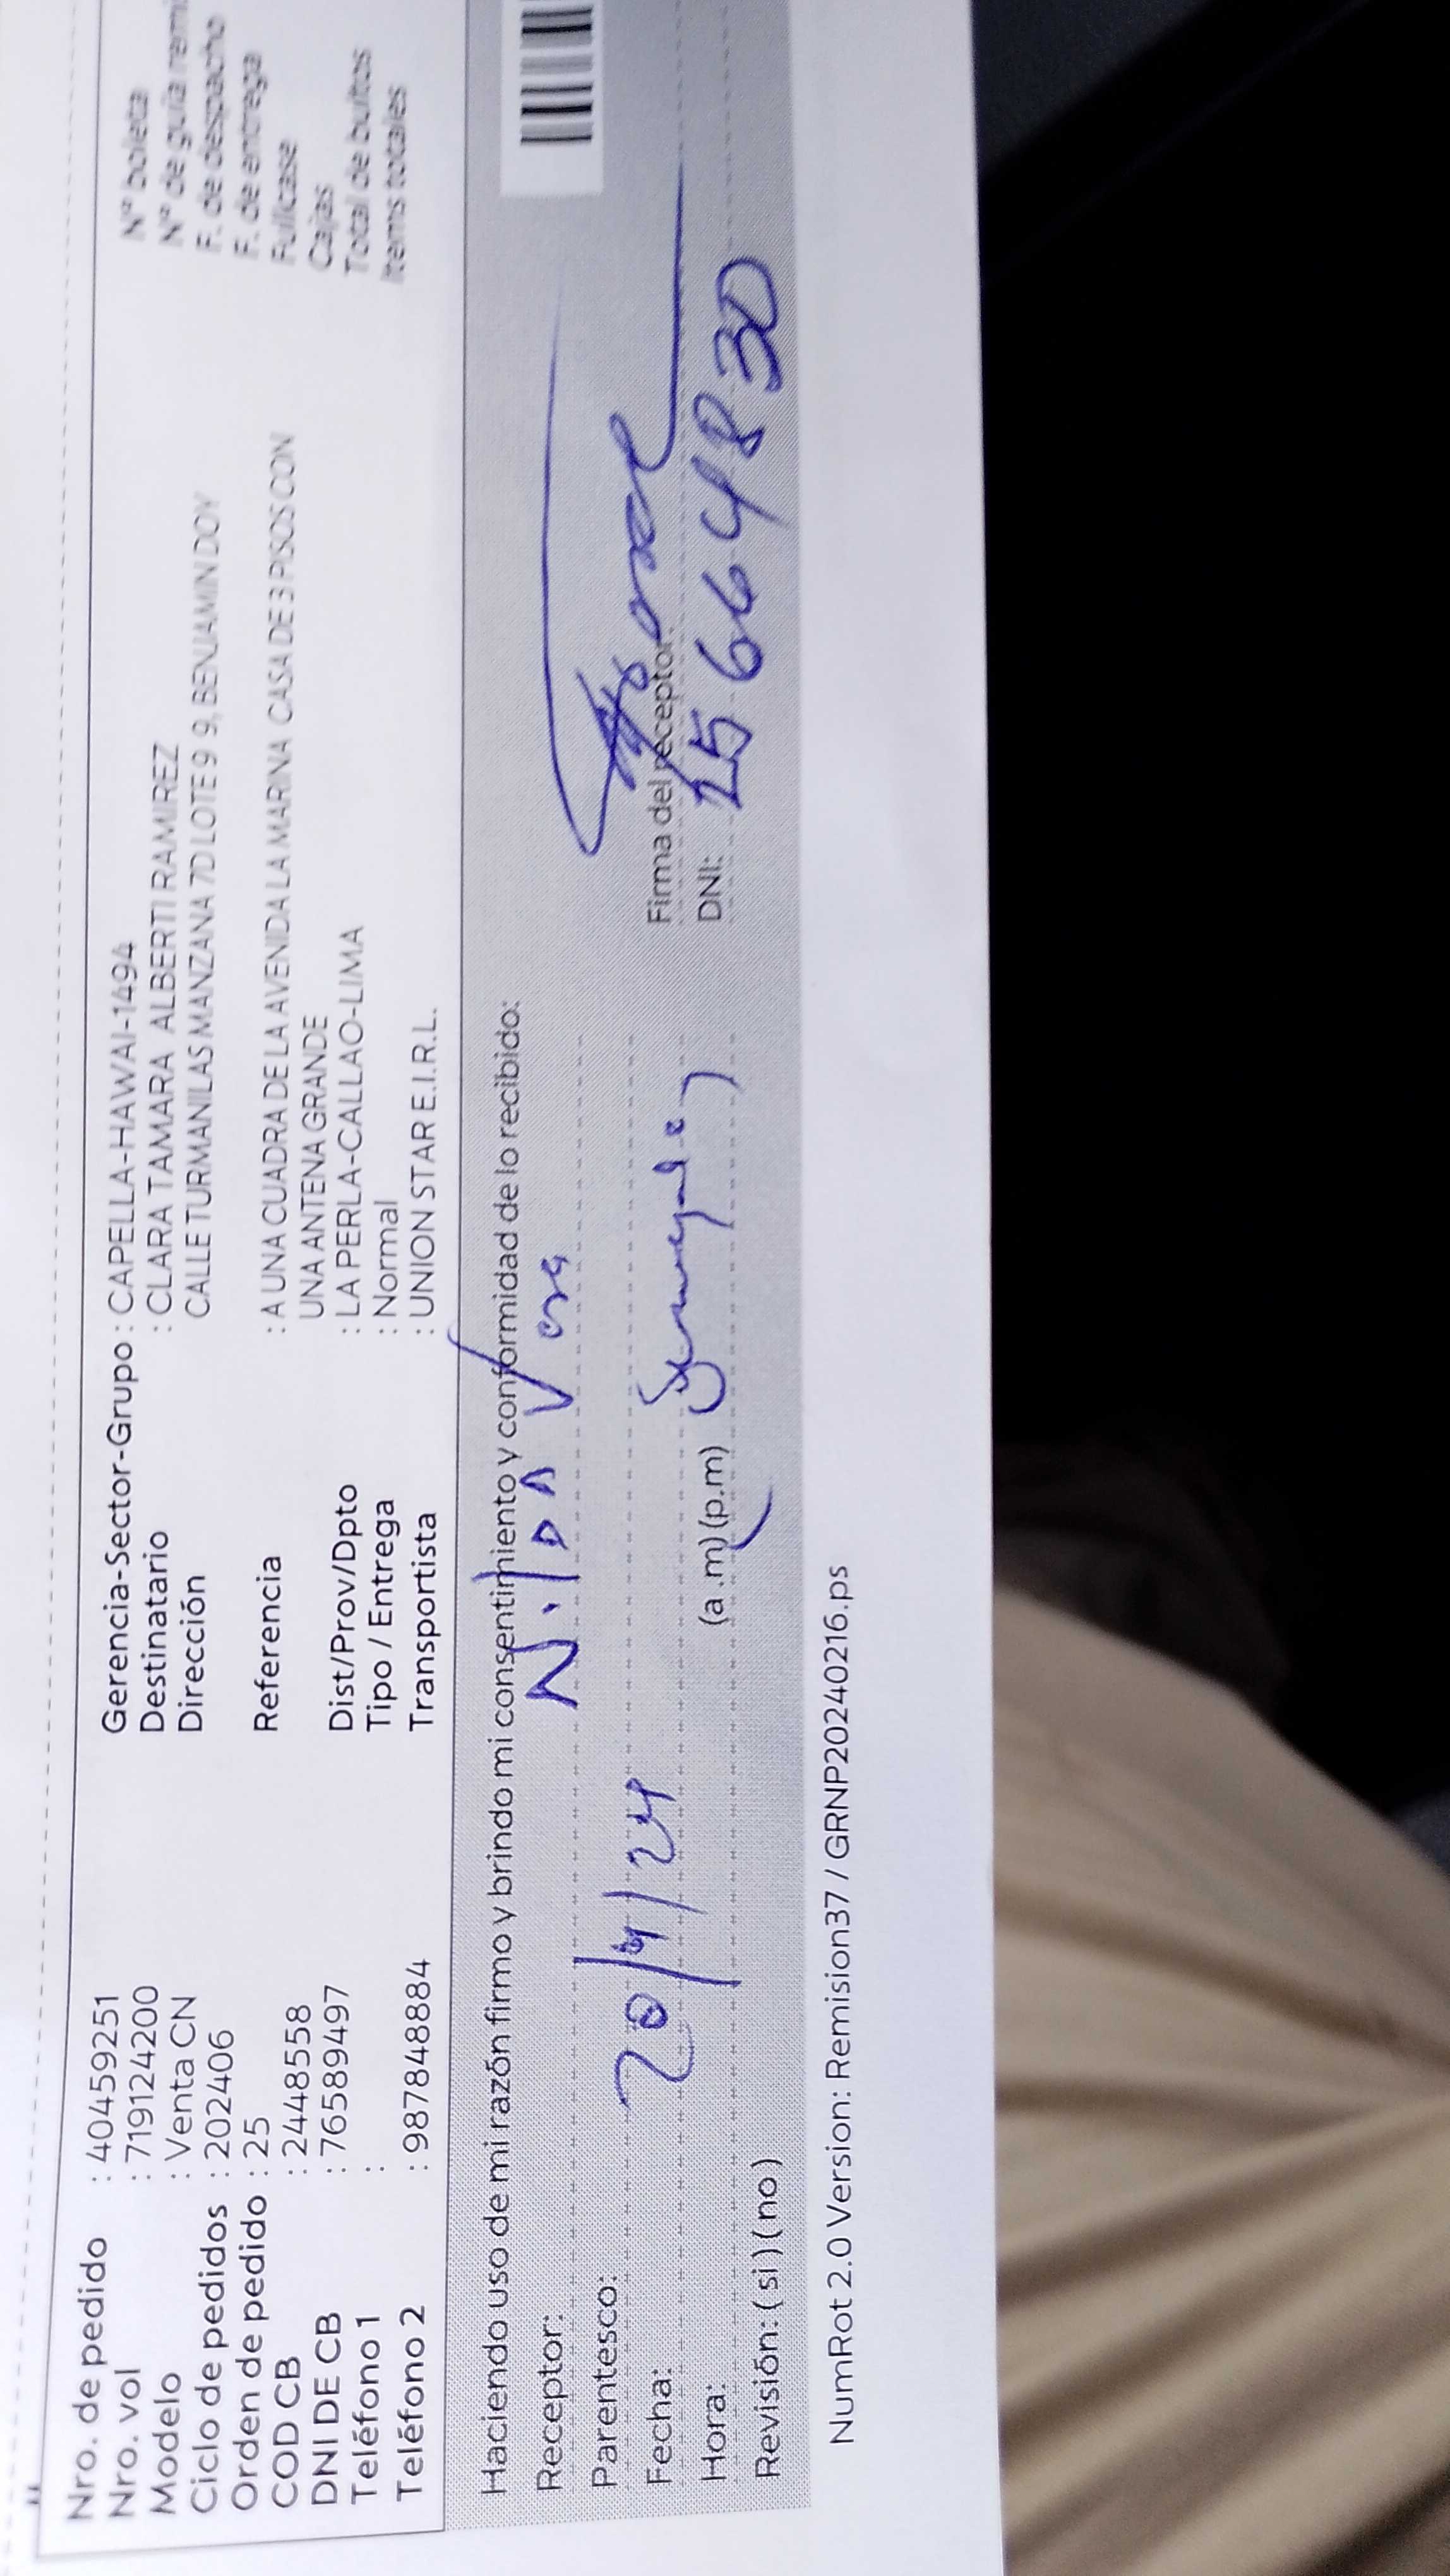 Nro. de pedido : 40459251
Nro. vol : 7191242200
Modelo : Venta CN
Ciclo de pedidos : 202406
Orden de pedido : 25
COD CB : 24448558
DNI DE CB : 76589497
Teléfono 1 :
Teléfono 2 : 987848884
Gerencia-Sector-Grupo : CAPELLA-HAWAI-1494
Destinatario : CLARA TAMARA ALBERTI RAMIREZ
Dirección CALLE TURMANILAS MANZANA 7D LOTE 9 9, BENJAMIN DOY
Referencia : A UNA CUADRA DE LA AVENIDA LA MARINA CASA DE 3 PISOS CON
UNA ANTENA GRANDE
Dist/Prov/Dpto : LA PERLA-CALLAO-LIMA
Tipo / Entrega : Normal
Transportista : UNION STAR E.I.R.L.
Nº boleta
Nº de guía remi
F. de despacho
F. de entrega
Fullcase
Cajas
Total de bultos
Items totales
Haciendo uso de mi razón firmo y brindo mi consentimiento y conformidad de lo recibido:
Receptor:
Parentesco:
Fecha: 20/4/24
Hora: (a .m) (p.m)
Revisión: ( si ) ( no )
Firma del receptor:
DNI: 25664830
NumRot 2.0 Version: Remision37 / GRNP20240216.ps